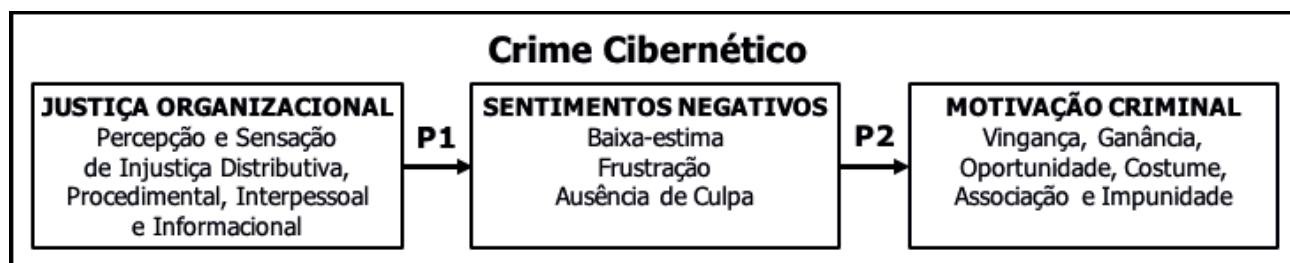 Crime Cibernético
JUSTIÇA ORGANIZACIONAL
Percepção e Sensação
de Injustiça Distributiva,
Procedimental, Interpessoal
e Informacional
P1
SENTIMENTOS NEGATIVOS
Baixa-estima
Frustração
Ausência de Culpa
P2
MOTIVAÇÃO CRIMINAL
Vingança, Ganância,
Oportunidade, Costume,
Associação e Impunidade